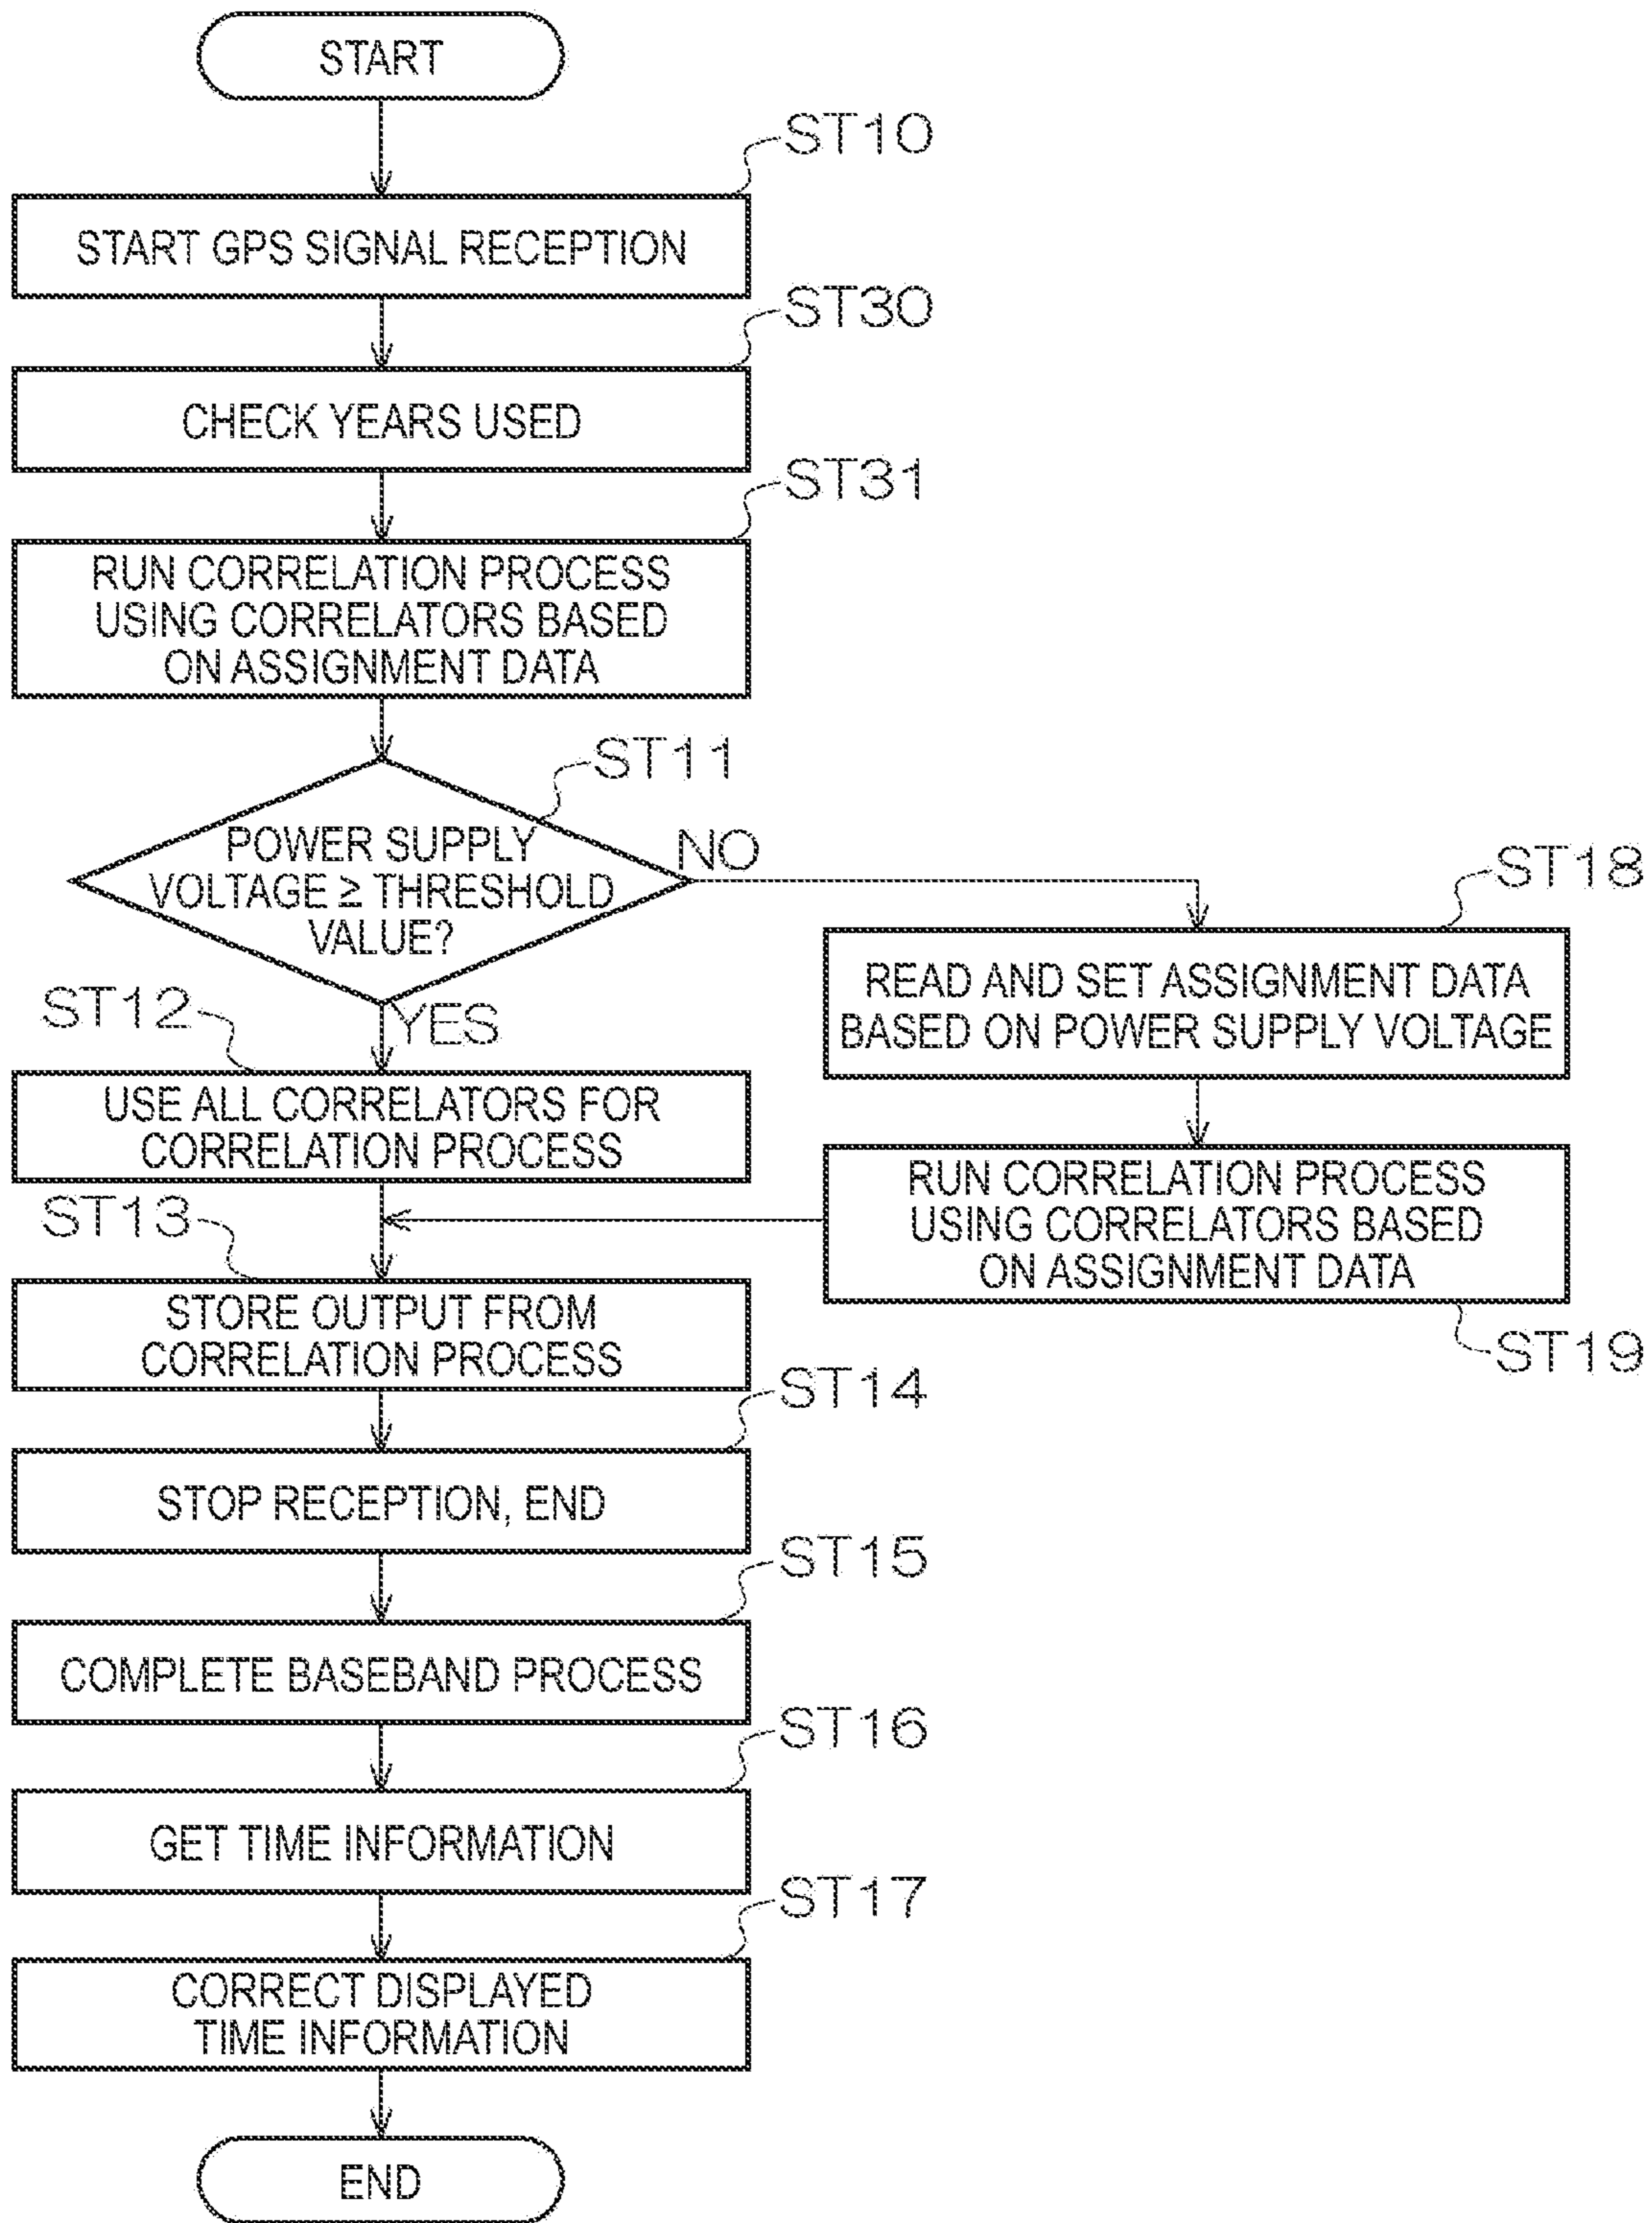 START
ST10
START GPS SIGNAL RECEPTION
ST30
CHECK YEARS USED
ST31
RUN CORRELATION PROCESS
USING CORRELATORS BASED
ON ASSIGNMENT DATA
ST11
POWER SUPPLY
VOLTAGE ≥ THRESHOLD
VALUE?
NO
YES
ST18
READ AND SET ASSIGNMENT DATA
BASED ON POWER SUPPLY VOLTAGE
ST12
USE ALL CORRELATORS FOR
CORRELATION PROCESS
RUN CORRELATION PROCESS
USING CORRELATORS BASED
ON ASSIGNMENT DATA
ST19
ST13
STORE OUTPUT FROM
CORRELATION PROCESS
ST14
STOP RECEPTION, END
ST15
COMPLETE BASEBAND PROCESS
ST16
GET TIME INFORMATION
ST17
CORRECT DISPLAYED
TIME INFORMATION
END